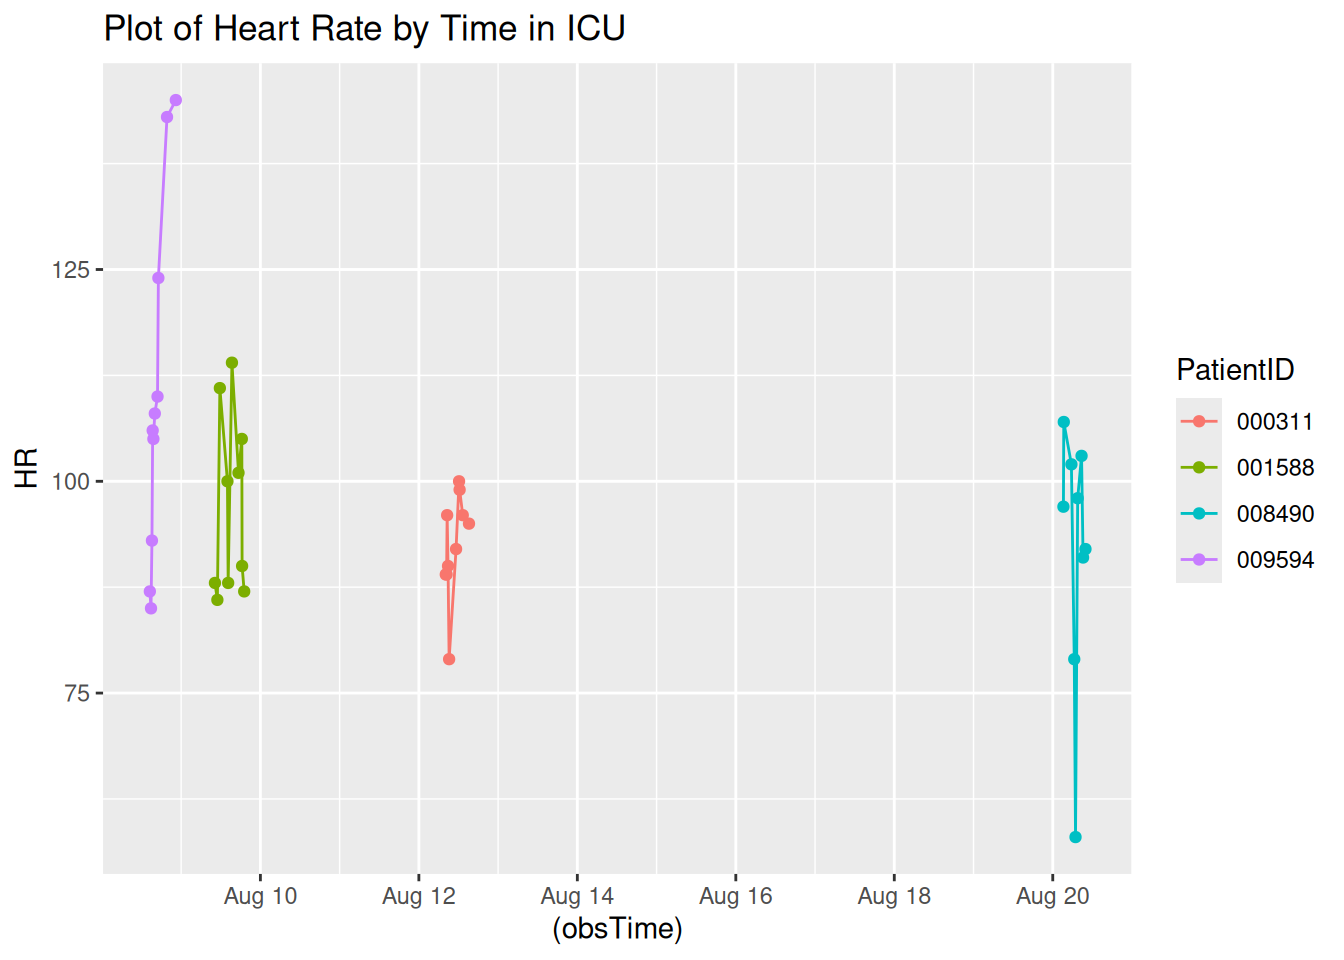 Plot of Heart Rate by Time in ICU
125
100
75
HR
Aug 10 Aug 12 Aug 14 Aug 16 Aug 18 Aug 20
(obsTime)
PatientID
000311
001588
008490
009594